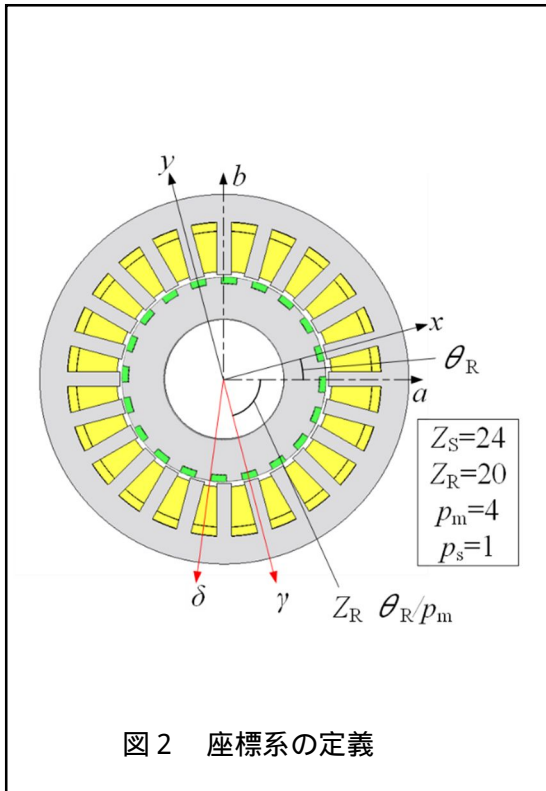 y
b
x
θR
a
ZS=24
ZR=20
pm=4
ps=1
δ
γ
ZR θR/pm
図2 座標系の定義